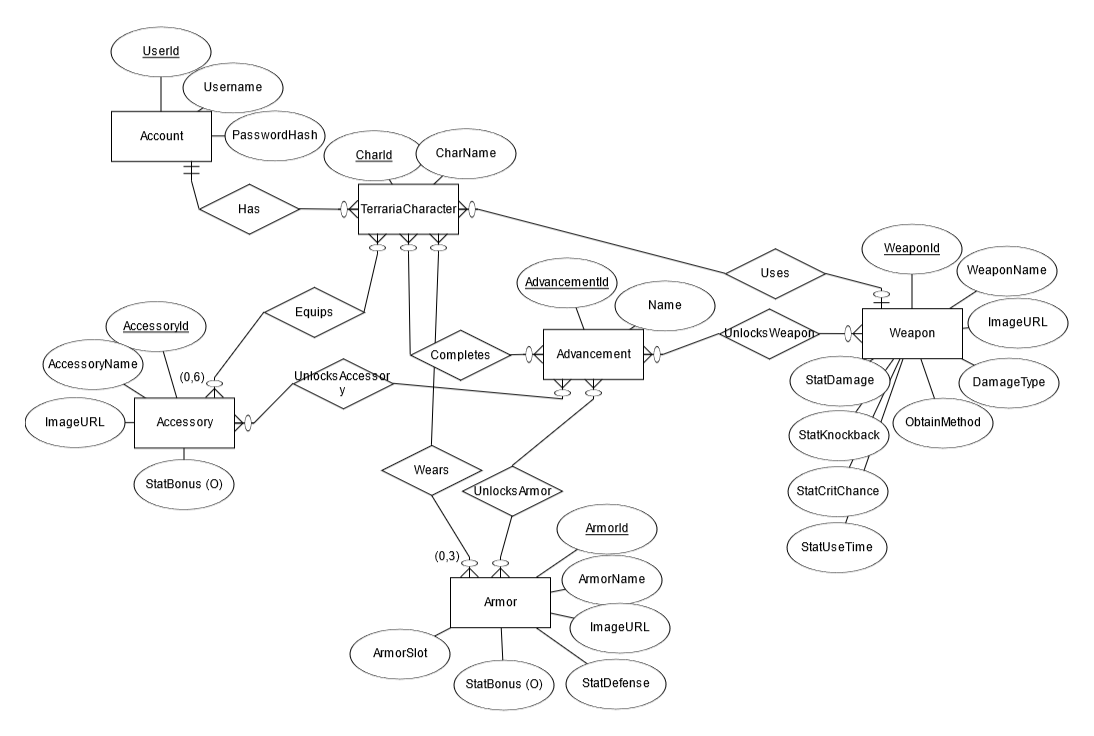 UserId
Username
Account
PasswordHash
CharId
CharName
Has
TerrariaCharacter
WeaponId
WeaponName
Uses
AdvancementId
Name
ImageURL
Equips
AccessoryId
UnlocksWeapon
Weapon
AccessoryName
Completes
Advancement
(0,6)
UnlocksAccessor
y
StatDamage
DamageType
ImageURL
Accessory
ObtainMethod
StatKnockback
Wears
StatBonus (O)
UnlocksArmor
StatCritChance
ArmorId
StatUseTime
(0,3)
ArmorName
Armor
ImageURL
ArmorSlot
StatBonus (O)
StatDefense